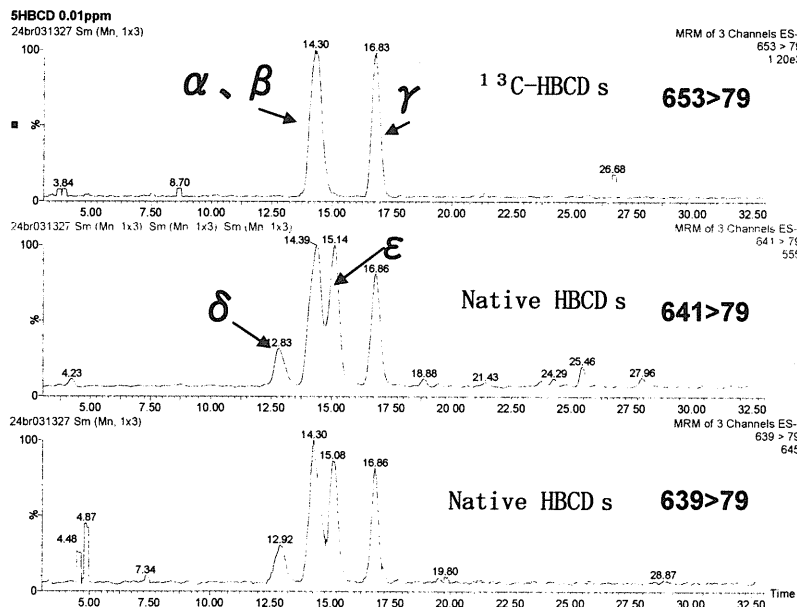 5HBCD 0.01ppm
24br031327 Sm (Mn, 1x3)
MRM of 3 Channels ES-
653 > 79
1.20e3
100
%
0
14.30
16.83
α、β
γ
¹³C-HBCDs 653>79
3.84
8.70
26.68
5.00 7.50 10.00 12.50 15.00 17.50 20.00 22.50 25.00 27.50 30.00 32.50
24br031327 Sm (Mn, 1x3) Sm (Mn, 1x3) Sm (Mn, 1x3)
MRM of 3 Channels ES-
641 > 79
100
%
0
14.39
15.14
ε
16.86
Native HBCDs 641>79
δ
12.83
4.23
18.88
21.43
24.29
25.46
27.96
5.00 7.50 10.00 12.50 15.00 17.50 20.00 22.50 25.00 27.50 30.00 32.50
24br031327 Sm (Mn, 1x3)
MRM of 3 Channels ES-
639 > 79
645
100
%
0
14.30
15.08
16.86
Native HBCDs 639>79
4.48
4.87
7.34
12.92
19.80
28.87
5.00 7.50 10.00 12.50 15.00 17.50 20.00 22.50 25.00 27.50 30.00 32.50 Time